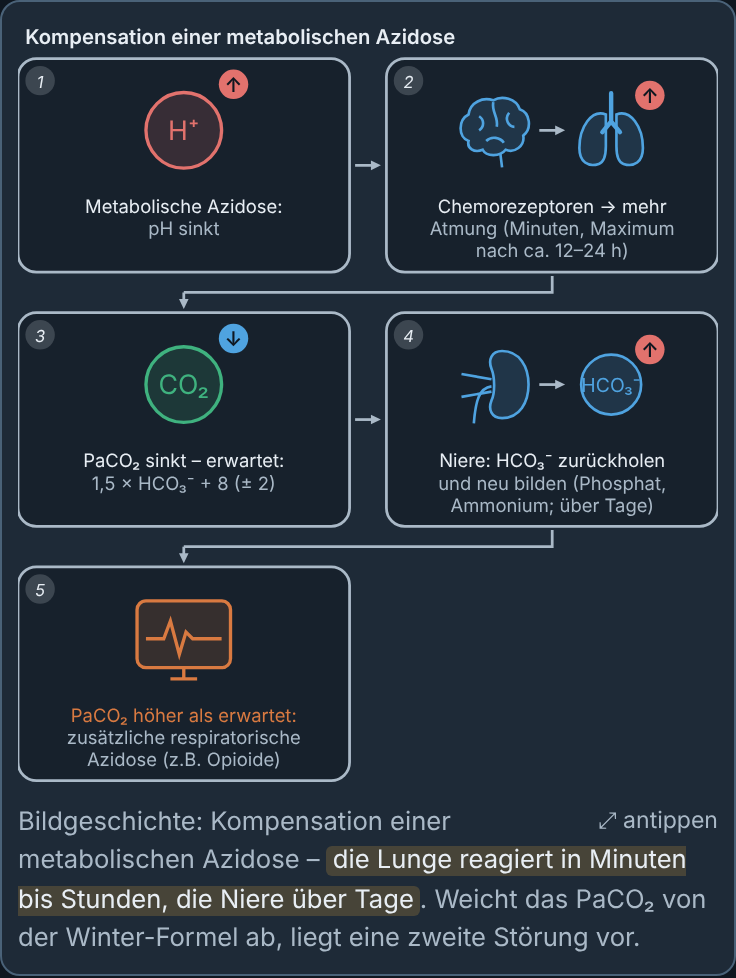 Kompensation einer metabolischen Azidose
1
H⁺
Metabolische Azidose:
pH sinkt
2
Chemorezeptoren → mehr
Atmung (Minuten, Maximum
nach ca. 12–24 h)
3
CO₂
PaCO₂ sinkt – erwartet:
1,5 × HCO₃⁻ + 8 (± 2)
4
HCO₃⁻
Niere: HCO₃⁻ zurückholen
und neu bilden (Phosphat,
Ammonium; über Tage)
5
PaCO₂ höher als erwartet:
zusätzliche respiratorische
Azidose (z.B. Opioide)
Bildgeschichte: Kompensation einer
⤢ antippen
metabolischen Azidose – die Lunge reagiert in Minuten
bis Stunden, die Niere über Tage. Weicht das PaCO₂ von
der Winter-Formel ab, liegt eine zweite Störung vor.